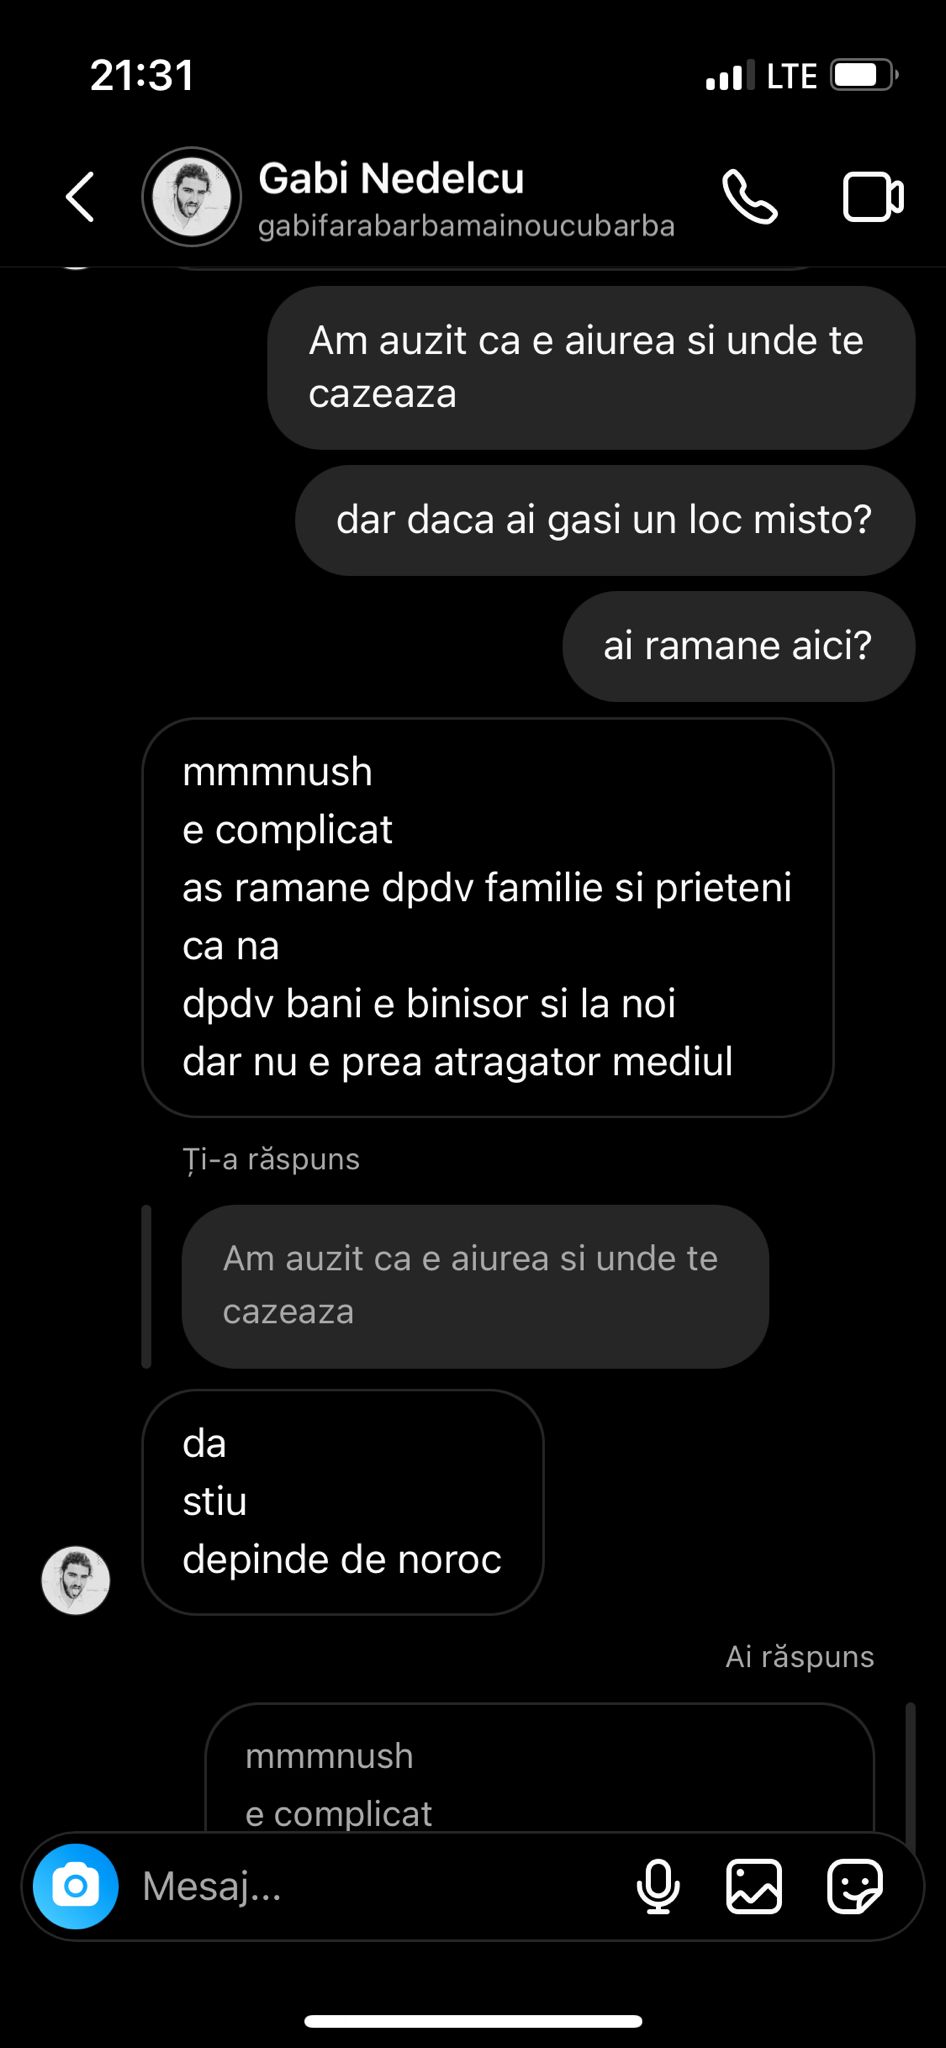 21:31
LTE
Gabi Nedelcu
gabifarabarbamainoucubarba
Am auzit ca e aiurea si unde te
cazeaza
dar daca ai gasi un loc misto?
ai ramane aici?
mmmnush
e complicat
as ramane dpdv familie si prieteni
ca na
dpdv bani e binisor si la noi
dar nu e prea atragator mediul
Ți-a răspuns
Am auzit ca e aiurea si unde te
cazeaza
da
stiu
depinde de noroc
Ai răspuns
mmmnush
e complicat
Mesaj...